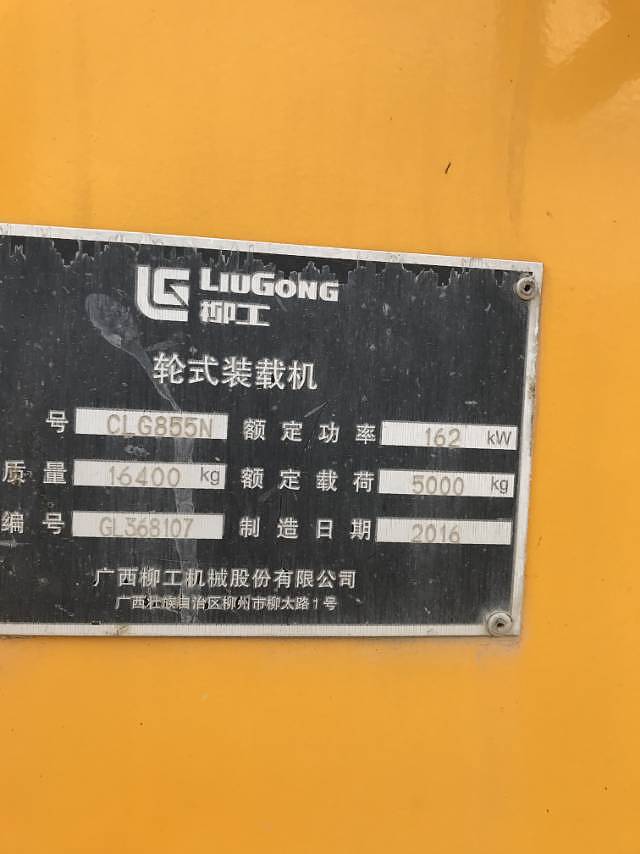 LG LIUGONG
柳工
轮式装载机
号 CLG855N 额定功率 162 kW
质量 16400 kg 额定载荷 5000 kg
编号 GL368107 制造日期 2016
广西柳工机械股份有限公司
广西壮族自治区柳州市柳太路1号